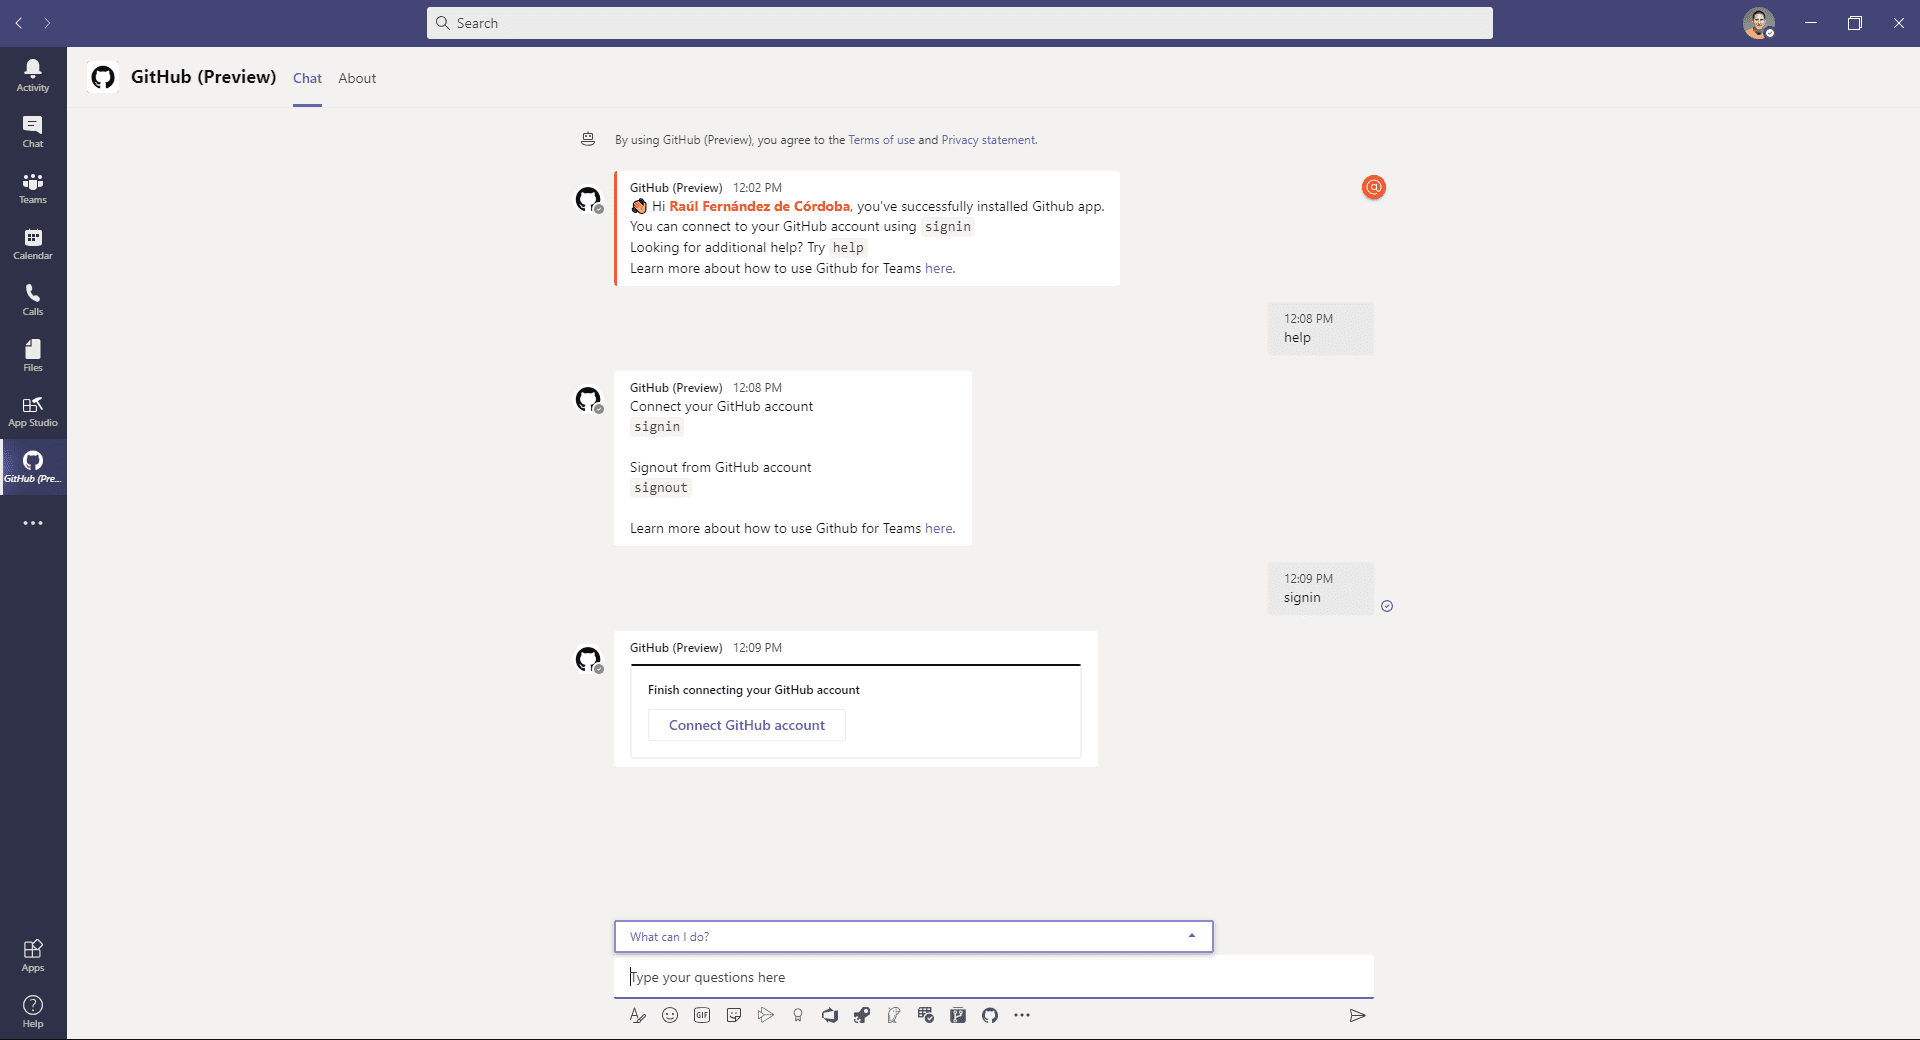 Search
Activity
Chat
Teams
Calendar
Calls
Files
App Studio
GitHub (Pre...
Apps
Help
GitHub (Preview)
Chat
About
By using GitHub (Preview), you agree to the Terms of use and Privacy statement.
GitHub (Preview) 12:02 PM
Hi Raúl Fernández de Córdoba, you've successfully installed Github app.
You can connect to your GitHub account using signin
Looking for additional help? Try help
Learn more about how to use Github for Teams here.
12:08 PM
help
GitHub (Preview) 12:08 PM
Connect your GitHub account
signin
Signout from GitHub account
signout
Learn more about how to use Github for Teams here.
12:09 PM
signin
GitHub (Preview) 12:09 PM
Finish connecting your GitHub account
Connect GitHub account
What can I do?
Type your questions here
GIF